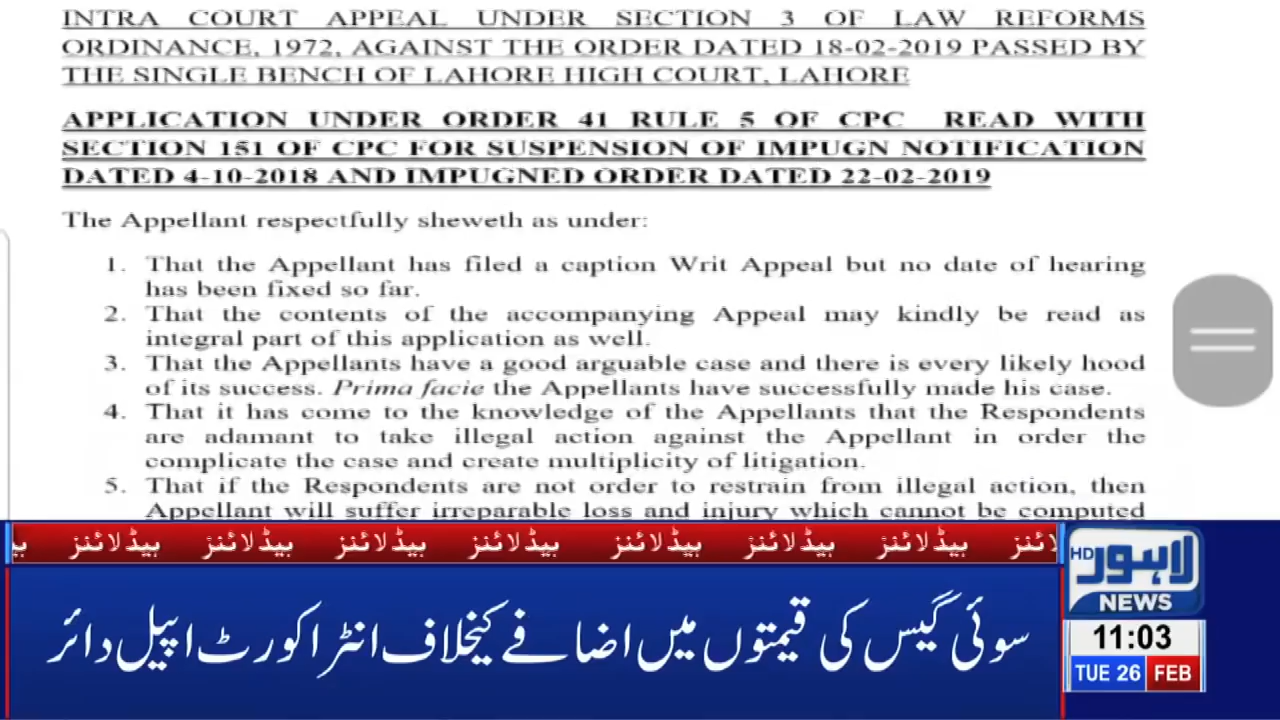 INTRA COURT APPEAL UNDER SECTION 3 OF LAW REFORMS
ORDINANCE, 1972, AGAINST THE ORDER DATED 18-02-2019 PASSED BY
THE SINGLE BENCH OF LAHORE HIGH COURT, LAHORE
APPLICATION UNDER ORDER 41 RULE 5 OF CPC READ WITH
SECTION 151 OF CPC FOR SUSPENSION OF IMPUGN NOTIFICATION
DATED 4-10-2018 AND IMPUGNED ORDER DATED 22-02-2019
The Appellant respectfully sheweth as under:
1. That the Appellant has filed a caption Writ Appeal but no date of hearing
has been fixed so far.
2. That the contents of the accompanying Appeal may kindly be read as
integral part of this application as well.
3. That the Appellants have a good arguable case and there is every likely hood
of its success. Prima facie the Appellants have successfully made his case.
4. That it has come to the knowledge of the Appellants that the Respondents
are adamant to take illegal action against the Appellant in order the
complicate the case and create multiplicity of litigation.
5. That if the Respondents are not order to restrain from illegal action, then
Appellant will suffer irreparable loss and injury which cannot be computed
ہیڈلائنز ہیڈلائنز ہیڈلائنز ہیڈلائنز ہیڈلائنز ہیڈلائنز ہیڈلائنز
سوئی گیس کی قیمتوں میں اضافے کیخلاف انٹراکورٹ اپیل دائر
HD لاہور
NEWS
11:03
TUE 26 FEB